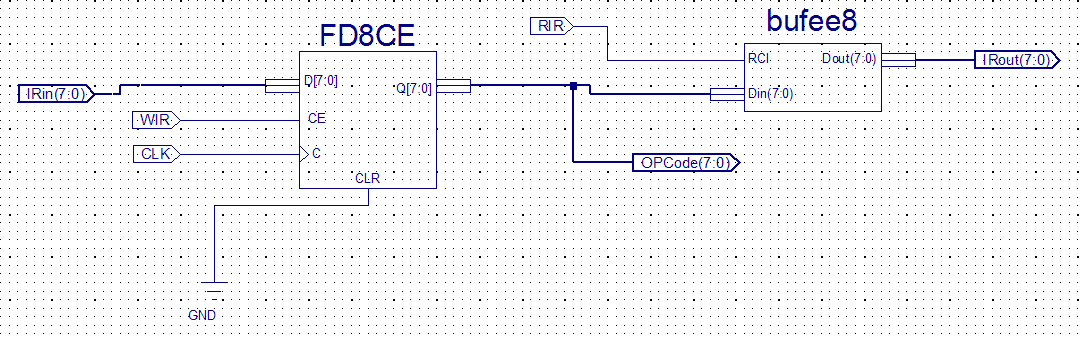 FD8CE
RIR
bufee8
RCI
Dout(7:0)
IRout(7:0)
IRin(7:0)
D[7:0]
Q[7:0]
Din(7:0)
WIR
CE
CLK
C
OPCode(7:0)
CLR
GND